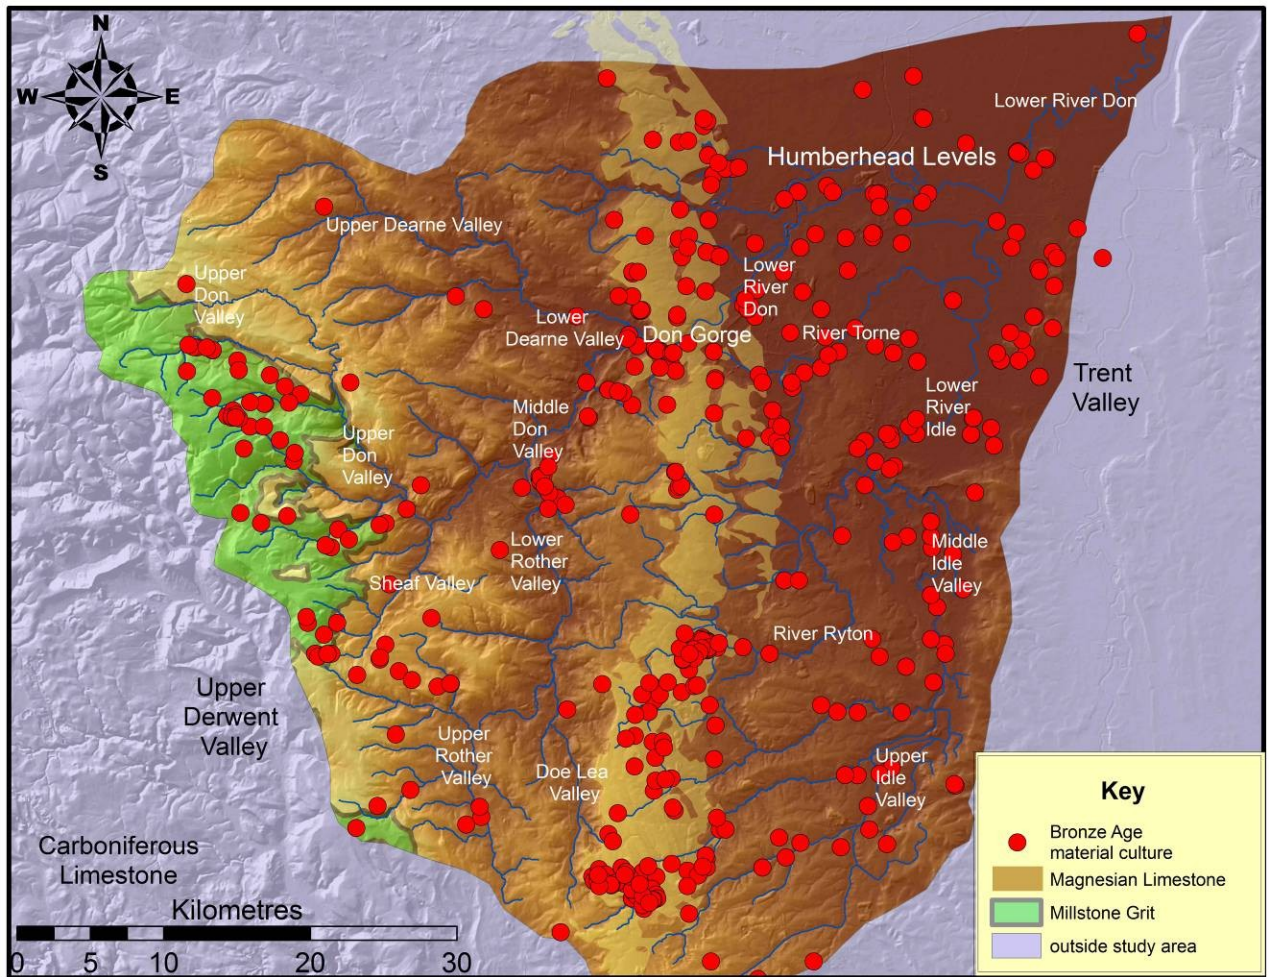 N
W
E
S
Lower River Don
Humberhead Levels
Upper Dearne Valley
Upper
Don
Valley
Lower
River
Don
Lower
Dearne Valley
Don Gorge
River Torne
Trent
Valley
Lower
River
Idle
Middle
Don
Valley
Upper
Don
Valley
Lower
Rother
Valley
Middle
Idle
Valley
Sheaf Valley
River Ryton
Upper
Derwent
Valley
Upper
Rother
Valley
Doe Lea
Valley
Upper
Idle
Valley
Carboniferous
Limestone
Kilometres
0 5 10 20 30
Key
Bronze Age
material culture
Magnesian Limestone
Millstone Grit
outside study area